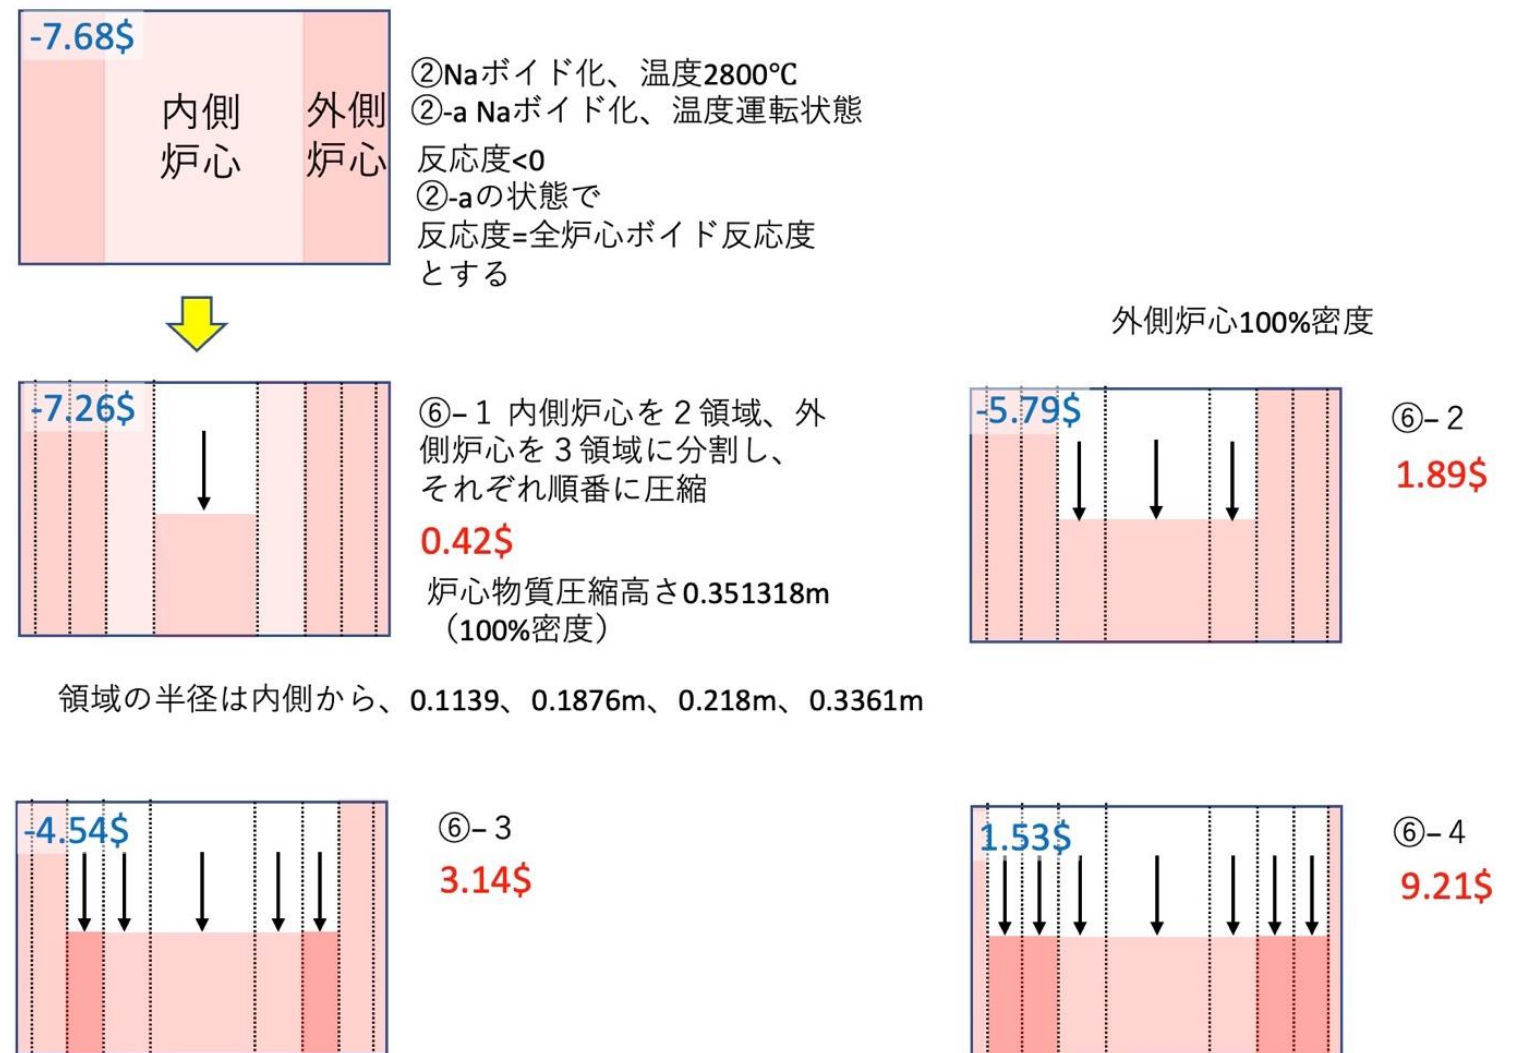 -7.68$
内側
炉心
外側
炉心
②Naボイド化、温度2800℃
②-a Naボイド化、温度運転状態
反応度<0
②-aの状態で
反応度=全炉心ボイド反応度
とする
外側炉心100%密度
-7.26$
⑥–１ 内側炉心を２領域、外
側炉心を３領域に分割し、
それぞれ順番に圧縮
0.42$
炉心物質圧縮高さ0.351318m
（100%密度）
-5.79$
⑥–２
1.89$
領域の半径は内側から、0.1139、0.1876m、0.218m、0.3361m
-4.54$
⑥–３
3.14$
1.53$
⑥–４
9.21$